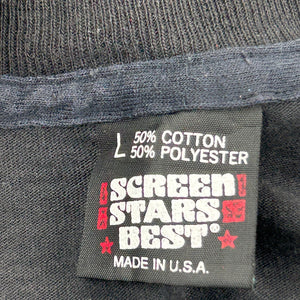 L 50% COTTON
50% POLYESTER
SCREEN
STARS
BEST®
MADE IN U.S.A.